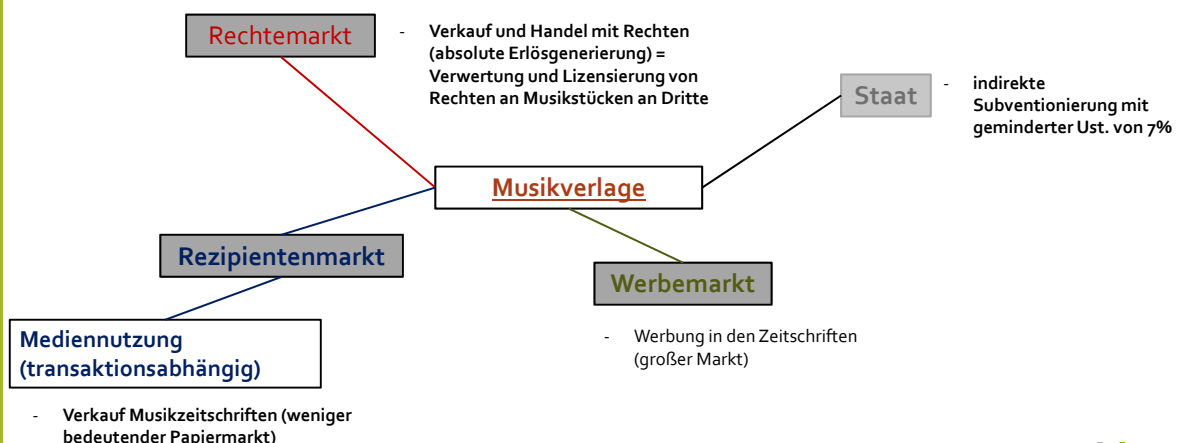 Rechtemarkt
- Verkauf und Handel mit Rechten
(absolute Erlösgenerierung) =
Verwertung und Lizensierung von
Rechten an Musikstücken an Dritte
Staat
- indirekte
Subventionierung mit
geminderter Ust. von 7%
Musikverlage
Rezipientenmarkt
Werbemarkt
- Werbung in den Zeitschriften
(großer Markt)
Mediennutzung
(transaktionsabhängig)
- Verkauf Musikzeitschriften (weniger
bedeutender Papiermarkt)